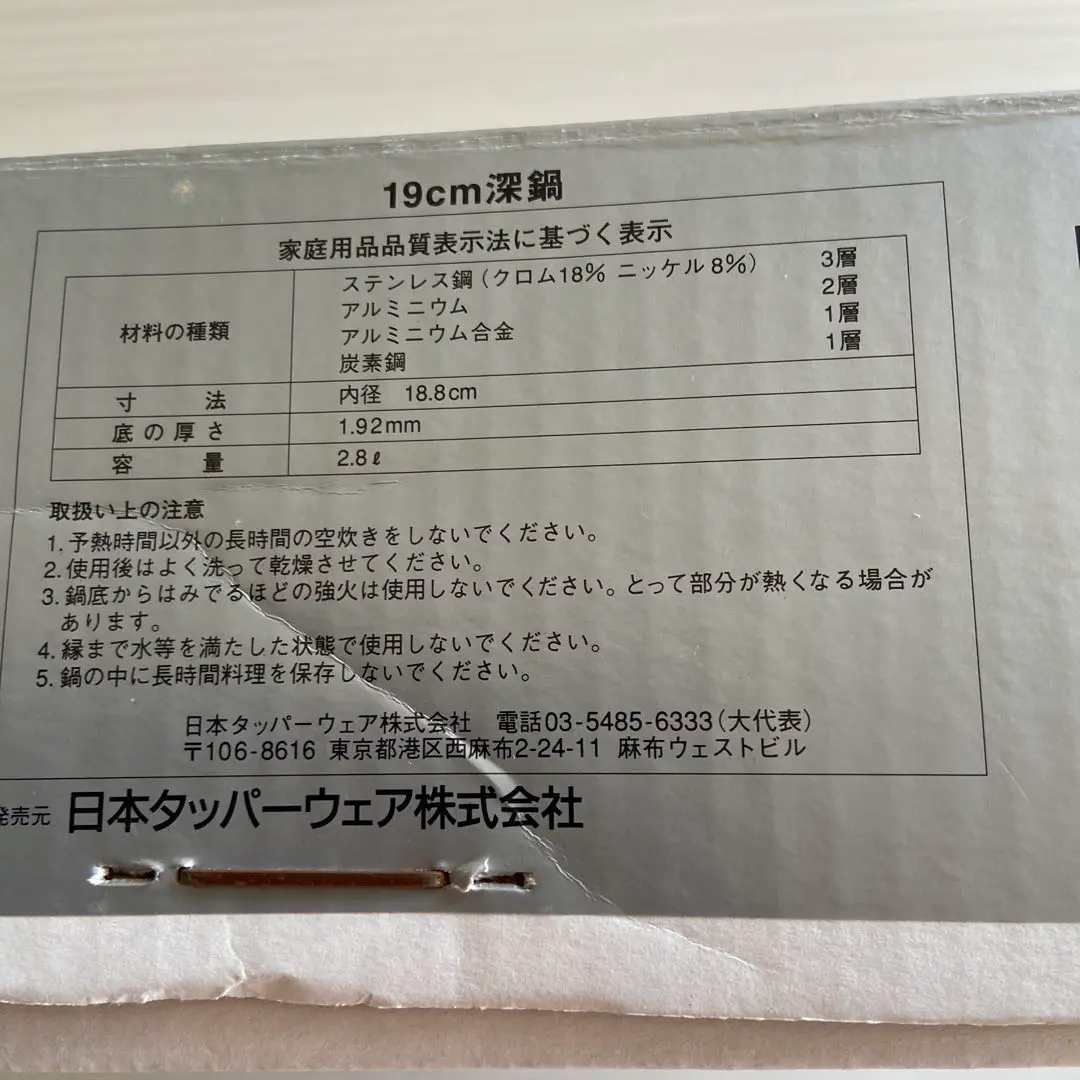 19cm深鍋
家庭用品品質表示法に基づく表示
材料の種類
ステンレス鋼(クロム18% ニッケル8%) 3層
アルミニウム 2層
アルミニウム合金 1層
炭素鋼 1層
寸法 内径 18.8cm
底の厚さ 1.92mm
容量 2.8ℓ
取扱い上の注意
1.予熱時間以外の長時間の空炊きをしないでください。
2.使用後はよく洗って乾燥させてください。
3.鍋底からはみでるほどの強火は使用しないでください。とって部分が熱くなる場合が
あります。
4.縁まで水等を満たした状態で使用しないでください。
5.鍋の中に長時間料理を保存しないでください。
日本タッパーウェア株式会社 電話03-5485-6333(大代表)
〒106-8616 東京都港区西麻布2-24-11 麻布ウェストビル
発売元 日本タッパーウェア株式会社